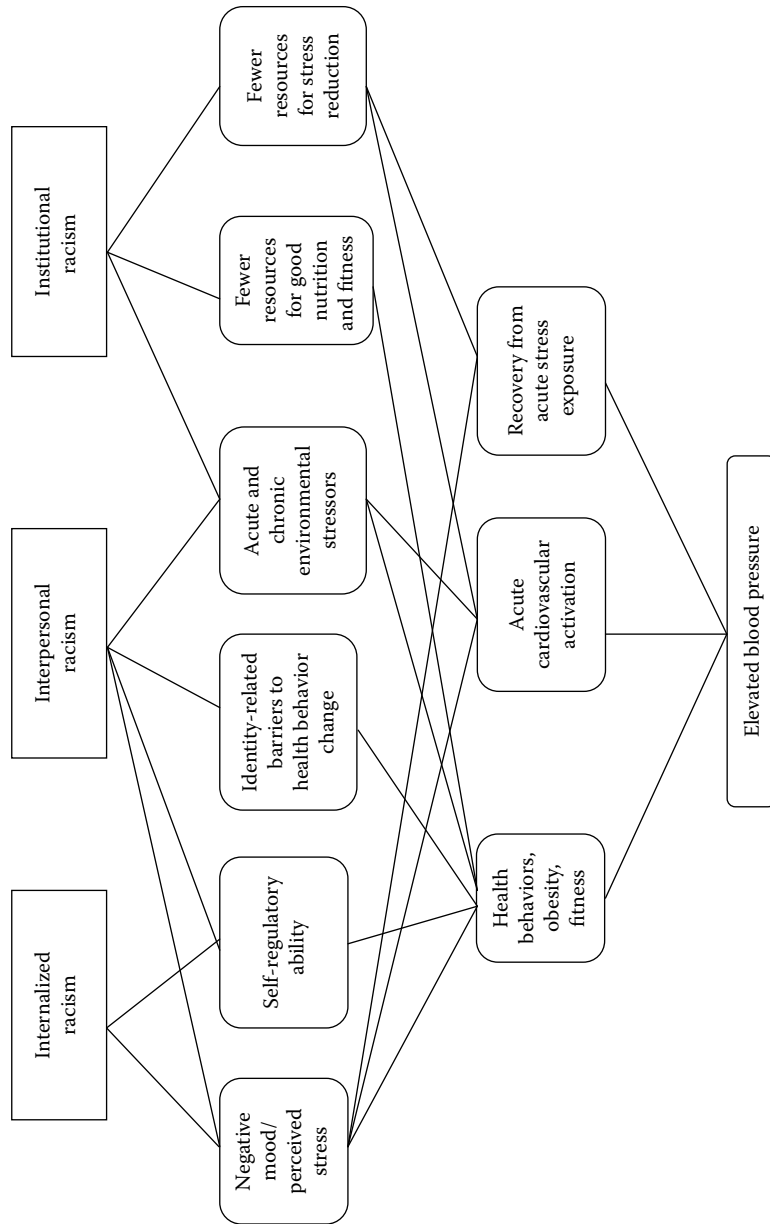 Internalized
racism
Interpersonal
racism
Institutional
racism
Negative
mood/
perceived
stress
Self-regulatory
ability
Identity-related
barriers to
health behavior
change
Acute and
chronic
environmental
stressors
Fewer
resources
for good
nutrition
and fitness
Fewer
resources
for stress
reduction
Health
behaviors,
obesity,
fitness
Acute
cardiovascular
activation
Recovery from
acute stress
exposure
Elevated blood pressure